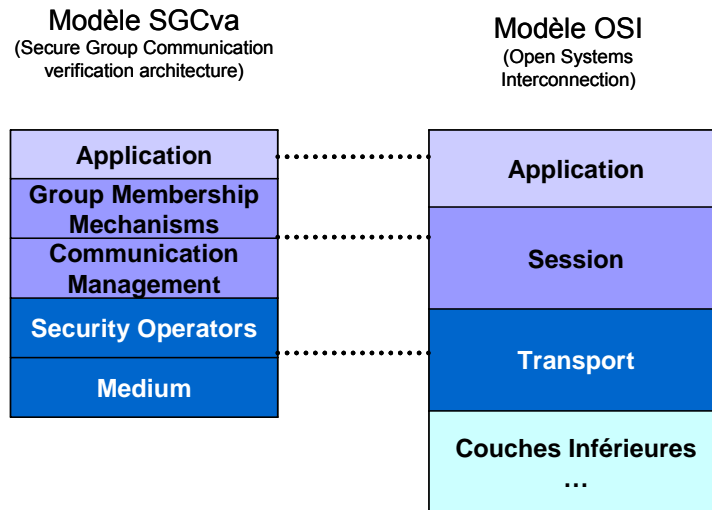 Modèle SGCva
(Secure Group Communication
verification architecture)
Application
Group Membership
Mechanisms
Communication
Management
Security Operators
Medium
Modèle OSI
(Open Systems
Interconnection)
Application
Session
Transport
Couches Inférieures
...